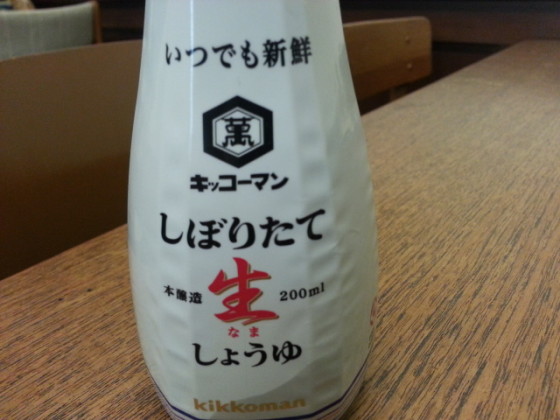 いつでも新鮮
萬
キッコーマン
しぼりたて
本醸造 生 200ml
なま
しょうゆ
kikkoman